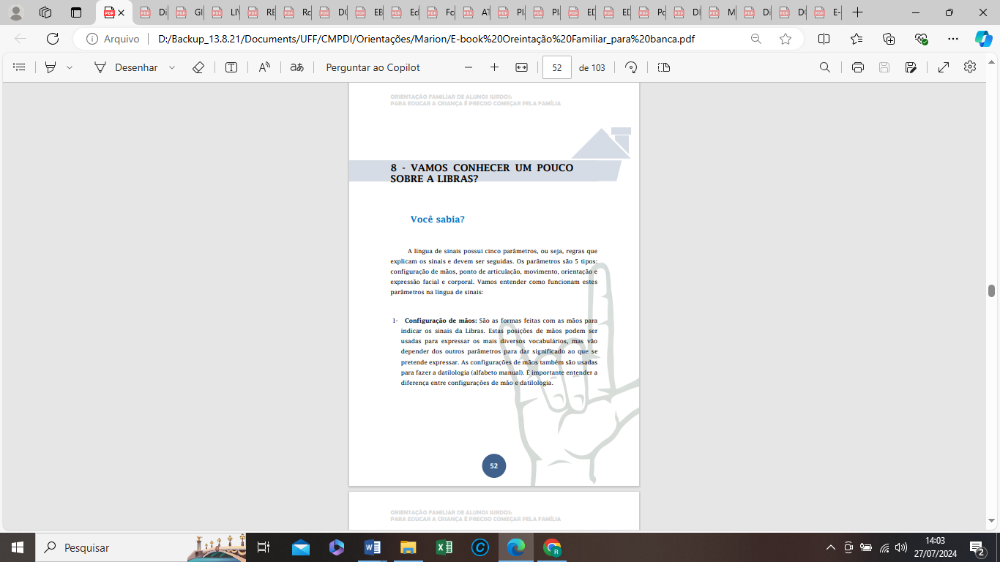 Di
Gl
LIV
RE
Ro
DO
EB
Ed
Fo
AT
Pl
Pl
ED
ED
Po
DI
M
Di
DO
E-
Arquivo
D:/Backup_13.8.21/Documents/UFF/CMPDI/Orientações/Marion/E-book%20Oreintação%20Familiar_para%20banca.pdf
Desenhar
Perguntar ao Copilot
52
de 103
ORIENTAÇÃO FAMILIAR DE ALUNOS SURDOS:
PARA EDUCAR A CRIANÇA É PRECISO COMEÇAR PELA FAMÍLIA
8 - VAMOS CONHECER UM POUCO
SOBRE A LIBRAS?
Você sabia?
A língua de sinais possui cinco parâmetros, ou seja, regras que
explicam os sinais e devem ser seguidas. Os parâmetros são 5 tipos:
configuração de mãos, ponto de articulação, movimento, orientação e
expressão facial e corporal. Vamos entender como funcionam estes
parâmetros na língua de sinais:
1- Configuração de mãos: São as formas feitas com as mãos para
indicar os sinais da Libras. Estas posições de mãos podem ser
usadas para expressar os mais diversos vocabulários, mas vão
depender dos outros parâmetros para dar significado ao que se
pretende expressar. As configurações de mãos também são usadas
para fazer a datilologia (alfabeto manual). É importante entender a
diferença entre configurações de mão e datilologia.
52
ORIENTAÇÃO FAMILIAR DE ALUNOS SURDOS:
PARA EDUCAR A CRIANÇA É PRECISO COMEÇAR PELA FAMÍLIA
Pesquisar
14:03
27/07/2024
2